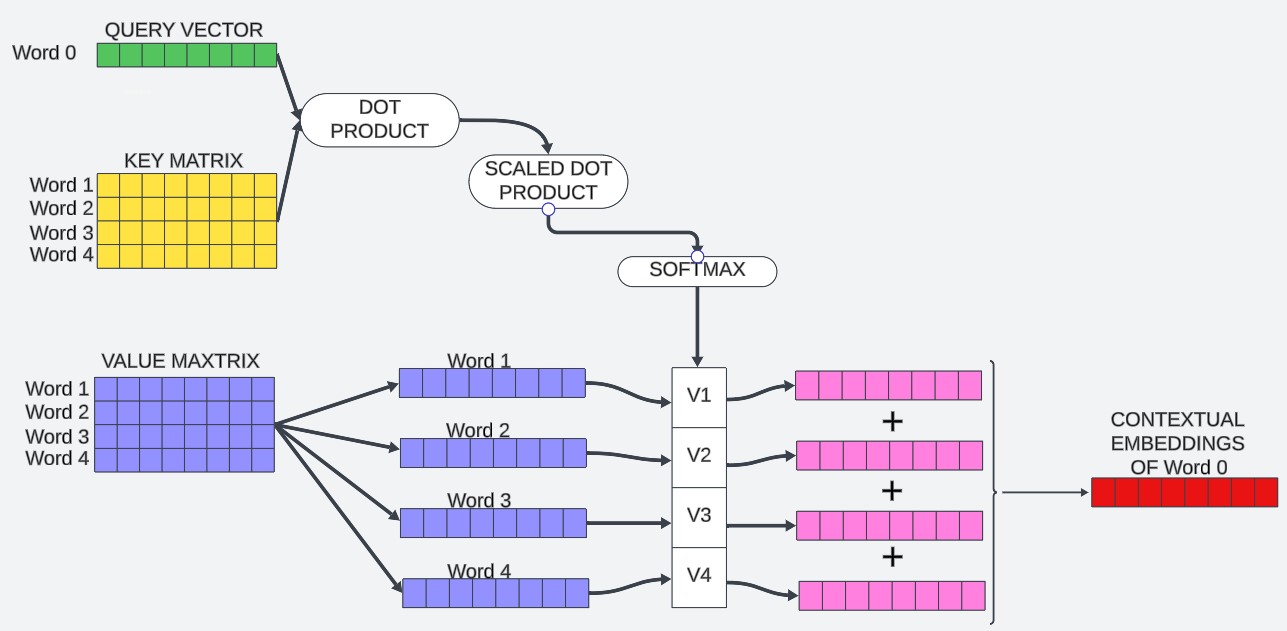 QUERY VECTOR
Word 0
DOT
PRODUCT
KEY MATRIX
Word 1
Word 2
Word 3
Word 4
SCALED DOT
PRODUCT
SOFTMAX
VALUE MAXTRIX
Word 1
Word 2
Word 3
Word 4
Word 1
Word 2
Word 3
Word 4
V1
V2
V3
V4
+
+
+
CONTEXTUAL
EMBEDDINGS
OF Word 0